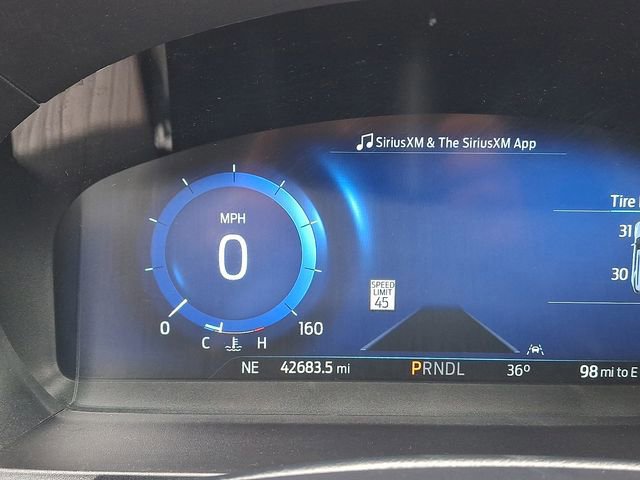 SiriusXM & The SiriusXM App
Tire
MPH
0
31
30
SPEED
LIMIT
45
0
160
C
H
NE
42683.5 mi
PRNDL
36°
98 mi to E